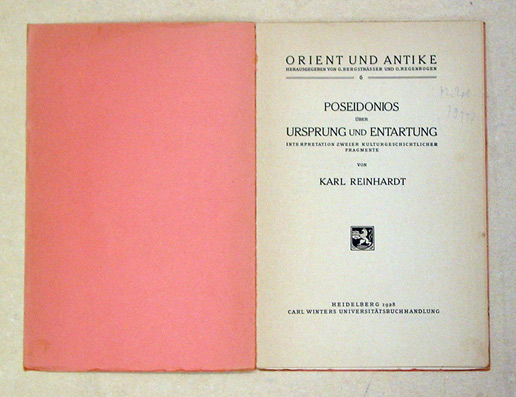 ORIENT UND ANTIKE
HERAUSGEGEBEN VON G. BERGSTRÄSSER UND O. REGENBOGEN
6
POSEIDONIOS
ÜBER
URSPRUNG UND ENTARTUNG
INTERPRETATION ZWEIER KULTURGESCHICHTLICHER
FRAGMENTE
VON
KARL REINHARDT
HEIDELBERG 1928
CARL WINTERS UNIVERSITÄTSBUCHHANDLUNG